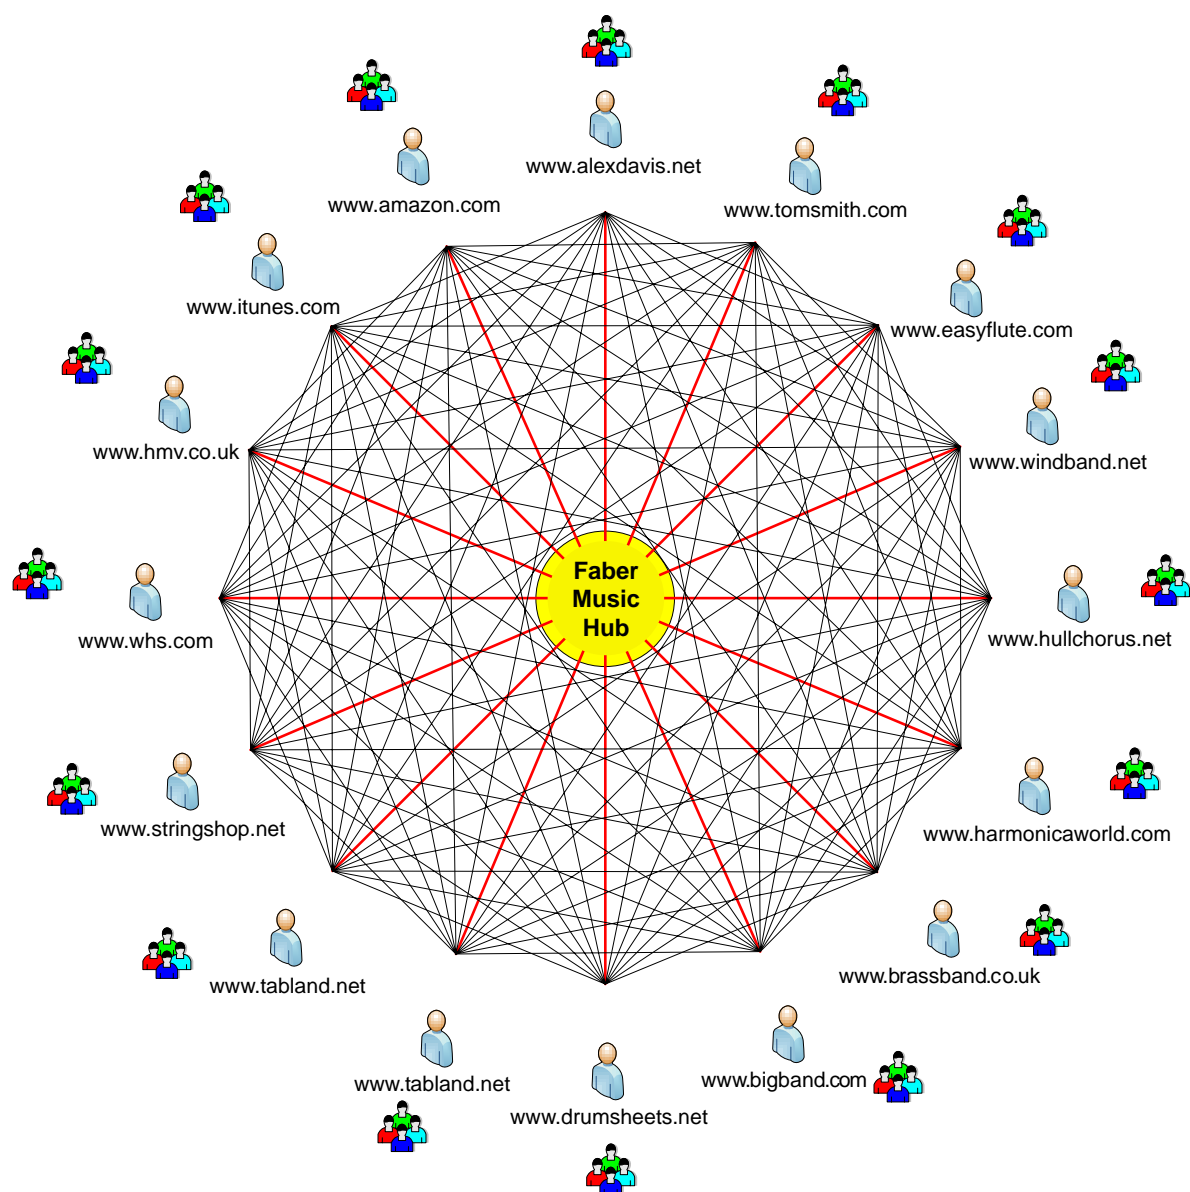 www.alexdavis.net
www.amazon.com
www.tomsmith.com
www.itunes.com
www.easyflute.com
www.hmv.co.uk
www.windband.net
Faber
Music
Hub
www.whs.com
www.hullchorus.net
www.stringshop.net
www.harmonicaworld.com
www.tabland.net
www.brassband.co.uk
www.tabland.net
www.bigband.com
www.drumsheets.net